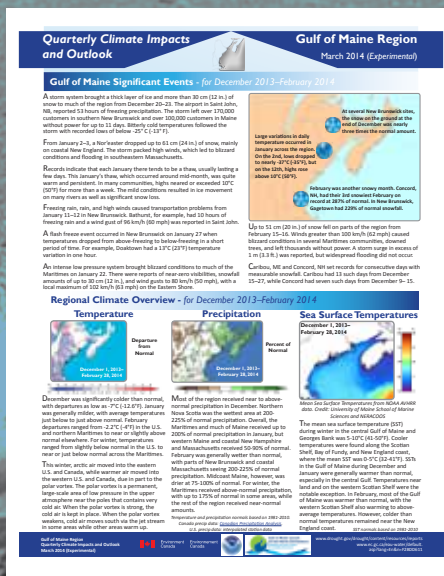 Quarterly Climate Impacts
and Outlook
Gulf of Maine Region
March 2014 (Experimental)
Gulf of Maine Significant Events - for December 2013–February 2014
A storm system brought a thick layer of ice and more than 30 cm (12 in.) of
snow to much of the region from December 20–23. The airport in Saint John,
NB, reported 53 hours of freezing precipitation. The storm left over 170,000
customers in southern New Brunswick and over 100,000 customers in Maine
without power for up to 11 days. Bitterly cold temperatures followed the
storm with recorded lows of below -25° C (-13° F).
From January 2–3, a Nor'easter dropped up to 61 cm (24 in.) of snow, mainly
on coastal New England. The storm packed high winds, which led to blizzard
conditions and flooding in southeastern Massachusetts.
Records indicate that each January there tends to be a thaw, usually lasting a
few days. This January's thaw, which occurred around mid-month, was quite
warm and persistent. In many communities, highs neared or exceeded 10°C
(50°F) for more than a week. The mild conditions resulted in ice movement
on many rivers as well as significant snow loss.
Freezing rain, rain, and high winds caused transportation problems from
January 11–12 in New Brunswick. Bathurst, for example, had 10 hours of
freezing rain and a wind gust of 96 km/h (60 mph) was reported in Saint John.
A flash freeze event occurred in New Brunswick on January 27 when
temperatures dropped from above-freezing to below-freezing in a short
period of time. For example, Doaktown had a 13°C (23°F) temperature
variation in one hour.
An intense low pressure system brought blizzard conditions to much of the
Maritimes on January 22. There were reports of near-zero visibilities, snowfall
amounts of up to 30 cm (12 in.), and wind gusts to 80 km/h (50 mph), with a
local maximum of 102 km/h (63 mph) on the Eastern Shore.
At several New Brunswick sites,
the snow on the ground at the
end of December was nearly
three times the normal amount.
Large variations in daily
temperature occurred in
January across the region.
On the 2nd, lows dropped
to nearly -37°C (-35°F), but
on the 12th, highs rose
above 10°C (50°F).
February was another snowy month. Concord,
NH, had their 2nd snowiest February on
record at 287% of normal. In New Brunswick,
Gagetown had 229% of normal snowfall.
Up to 51 cm (20 in.) of snow fell on parts of the region from
February 15–16. Winds greater than 100 km/h (62 mph) caused
blizzard conditions in several Maritimes communities, downed
trees, and left thousands without power. A storm surge in excess of
1 m (3.3 ft.) was reported, but widespread flooding did not occur.
Caribou, ME and Concord, NH set records for consecutive days with
measurable snowfall. Caribou had 13 such days from December
15–27, while Concord had seven such days from December 9–15.
Regional Climate Overview - for December 2013–February 2014
Temperature
December 1, 2013–
February 28, 2014
Departure
from
Normal
December was significantly colder than normal,
with departures as low as -7°C (-12.6°F). January
was generally milder, with average temperatures
just below to just above normal. February
departures ranged from -2.2°C (-4°F) in the U.S.
and northern Maritimes to near or slightly above
normal elsewhere. For winter, temperatures
ranged from slightly below normal in the U.S. to
near or just below normal across the Maritimes.
This winter, arctic air moved into the eastern
U.S. and Canada, while warmer air moved into
the western U.S. and Canada, due in part to the
polar vortex. The polar vortex is a permanent,
large-scale area of low pressure in the upper
atmosphere near the poles that contains very
cold air. When the polar vortex is strong, the
cold air is kept in place. When the polar vortex
weakens, cold air moves south via the jet stream
in some areas while other areas warm up.
Precipitation
December 1, 2013–
February 28, 2014
Percent of
Normal
Most of the region received near to above-
normal precipitation in December. Northern
Nova Scotia was the wettest area at 200-
225% of normal precipitation. Overall, the
Maritimes and much of Maine received up to
200% of normal precipitation in January, but
western Maine and coastal New Hampshire
and Massachusetts received 50-90% of normal.
February was generally wetter than normal,
with parts of New Brunswick and coastal
Massachusetts seeing 200-225% of normal
precipitation. Central Maine, however, was
drier at 75-100% of normal. For winter, the
Maritimes received above-normal precipitation,
with up to 175% of normal in some areas, while
the rest of the region received near-normal
amounts.
Temperature and precipitation normals based on 1981-2010.
Canada precip data: Canadian Precipitation Analysis
U.S. precip data: interpolated station data
Sea Surface Temperatures
December 1, 2013–
February 28, 2014
Mean Sea Surface Temperatures from NOAA AVHRR
data. Credit: University of Maine School of Marine
Sciences and NERACOOS
The mean sea surface temperature (SST)
during winter in the central Gulf of Maine and
Georges Bank was 5-10°C (41-50°F). Cooler
temperatures were found along the Scotian
Shelf, Bay of Fundy, and New England coast,
where the mean SST was 0-5°C (32-41°F). SSTs
in the Gulf of Maine during December and
January were generally warmer than normal,
especially in the central Gulf. Temperatures near
land and on the western Scotian Shelf were the
notable exception. In February, most of the Gulf
of Maine was warmer than normal, with the
western Scotian Shelf also warming to above-
average temperatures. However, colder than
normal temperatures remained near the New
England coast.
SST normals based on 1981-2010
Gulf of Maine Region
Quarterly Climate Impacts and Outlook
March 2014 (Experimental)
Environment
Canada
Environnement
Canada